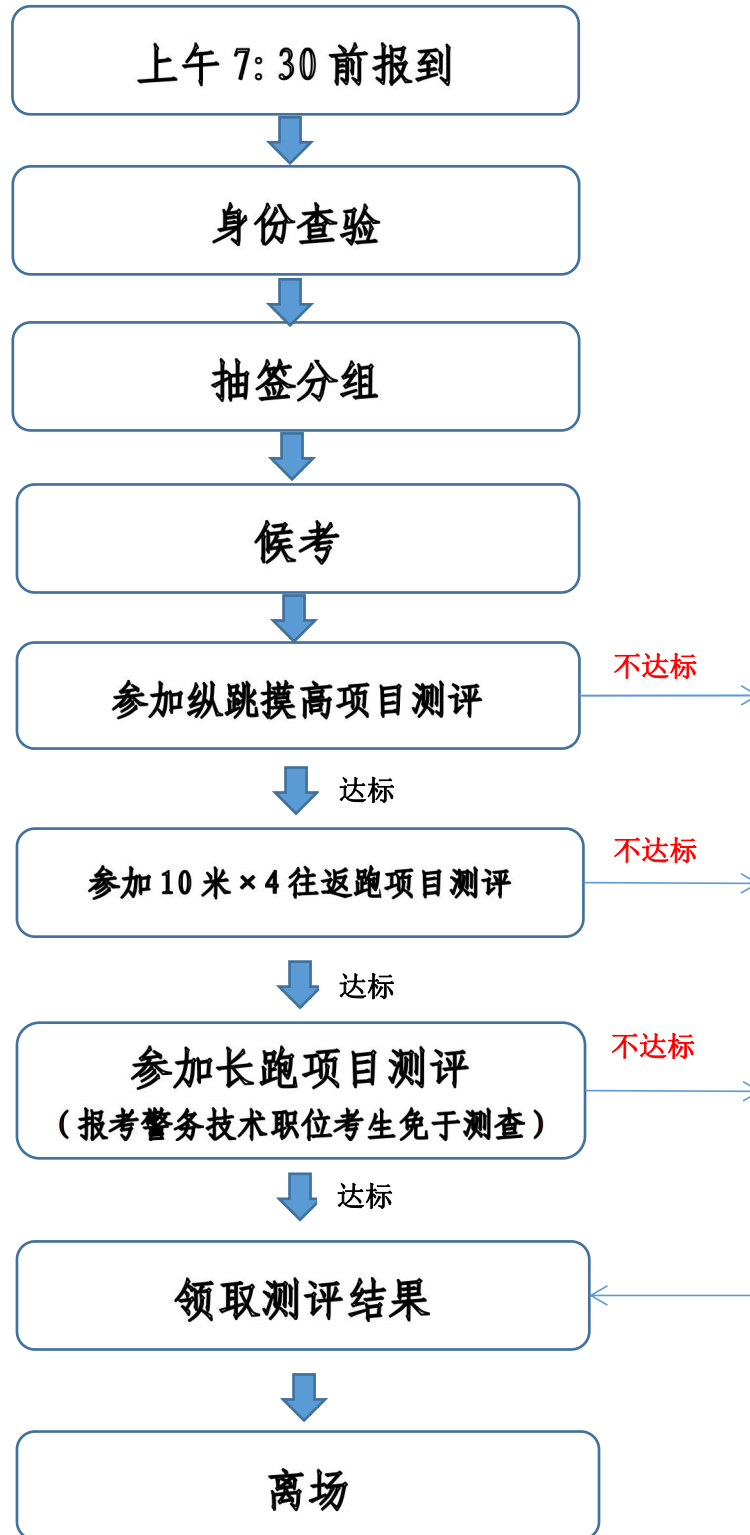 上午 7: 30 前报到
身份查验
抽签分组
候考
参加纵跳摸高项目测评
不达标
达标
参加 10 米×4 往返跑项目测评
不达标
达标
参加长跑项目测评
（报考警务技术职位考生免于测查）
不达标
达标
领取测评结果
离场